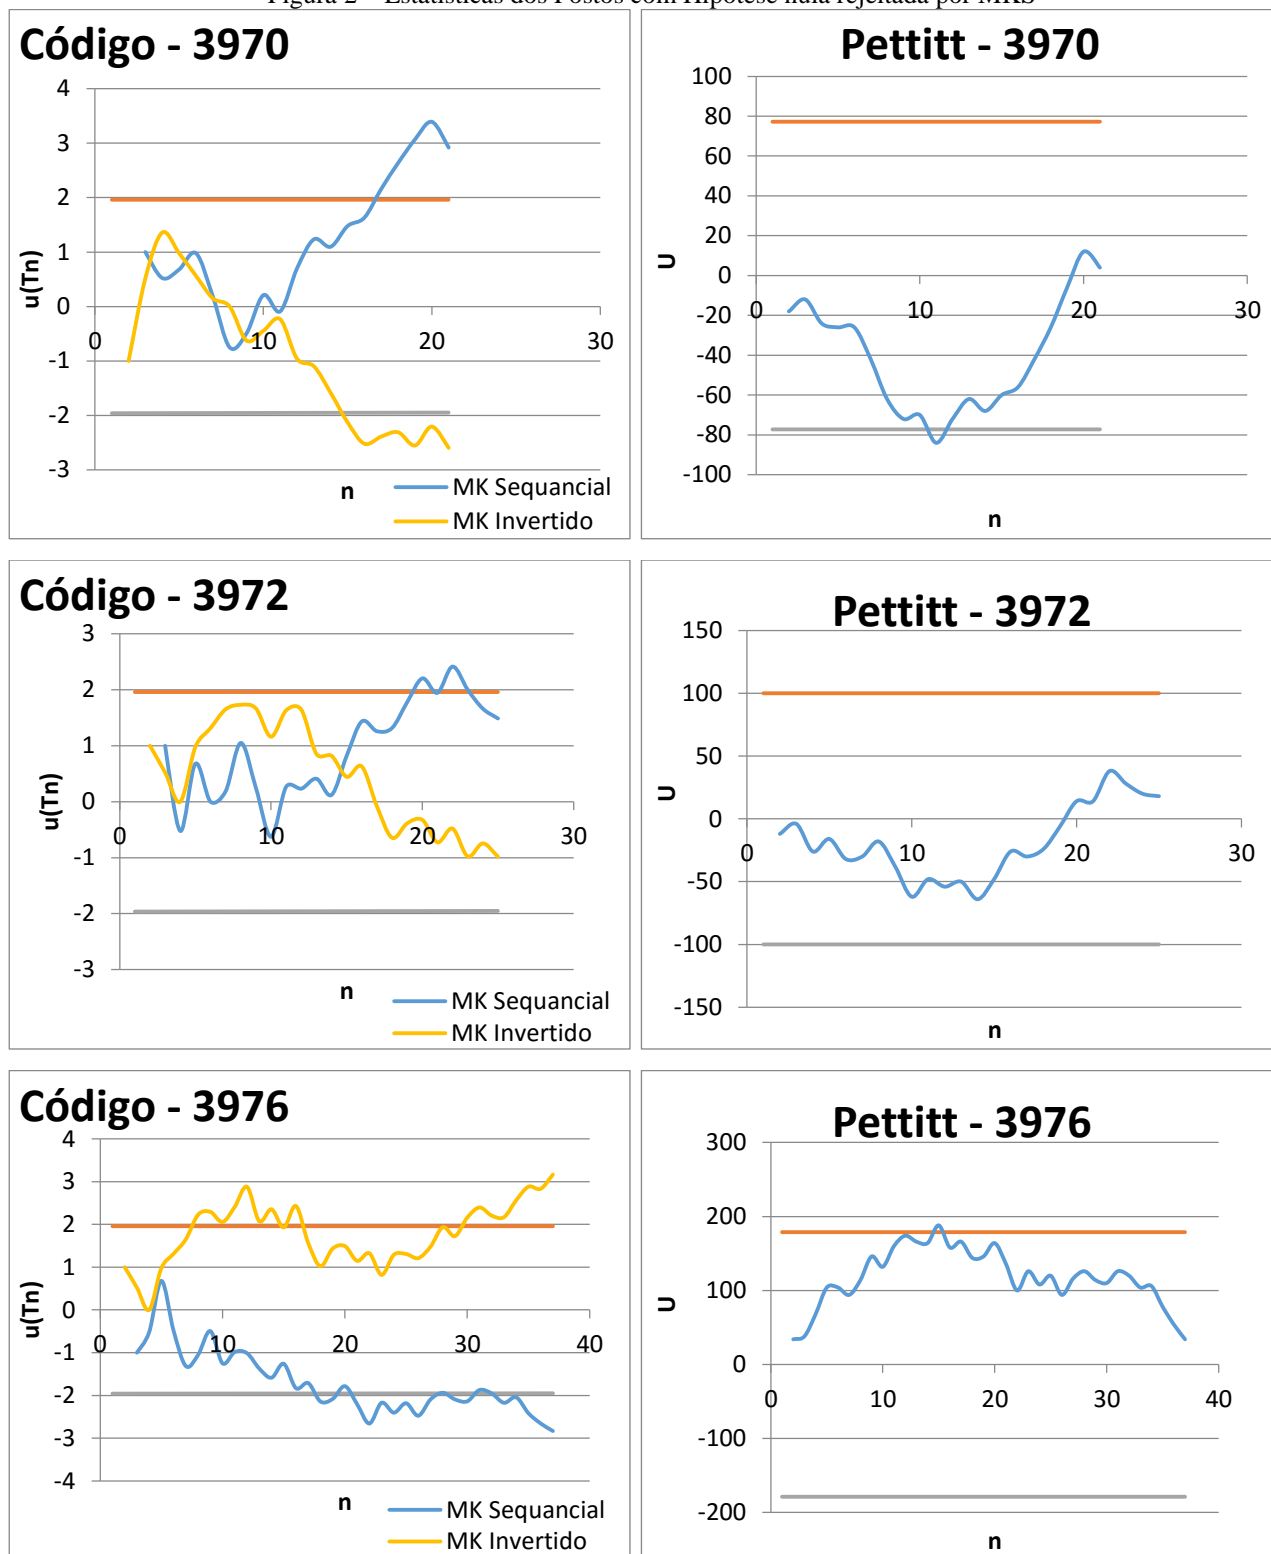 Figura 2 – Estatísticas dos Postos com Hipótese nula rejeitada por MKS
Código - 3970
4
3
2
1
0
-1
-2
-3
0
10
20
30
u(Tn)
n
MK Sequancial
MK Invertido
Pettitt - 3970
100
80
60
40
20
0
-20
-40
-60
-80
-100
0
10
20
30
U
n
Código - 3972
3
2
1
0
-1
-2
-3
0
10
20
30
u(Tn)
n
MK Sequancial
MK Invertido
Pettitt - 3972
150
100
50
0
-50
-100
-150
0
10
20
30
U
n
Código - 3976
4
3
2
1
0
-1
-2
-3
-4
0
10
20
30
40
u(Tn)
n
MK Sequancial
MK Invertido
Pettitt - 3976
300
200
100
0
-100
-200
0
10
20
30
40
U
n